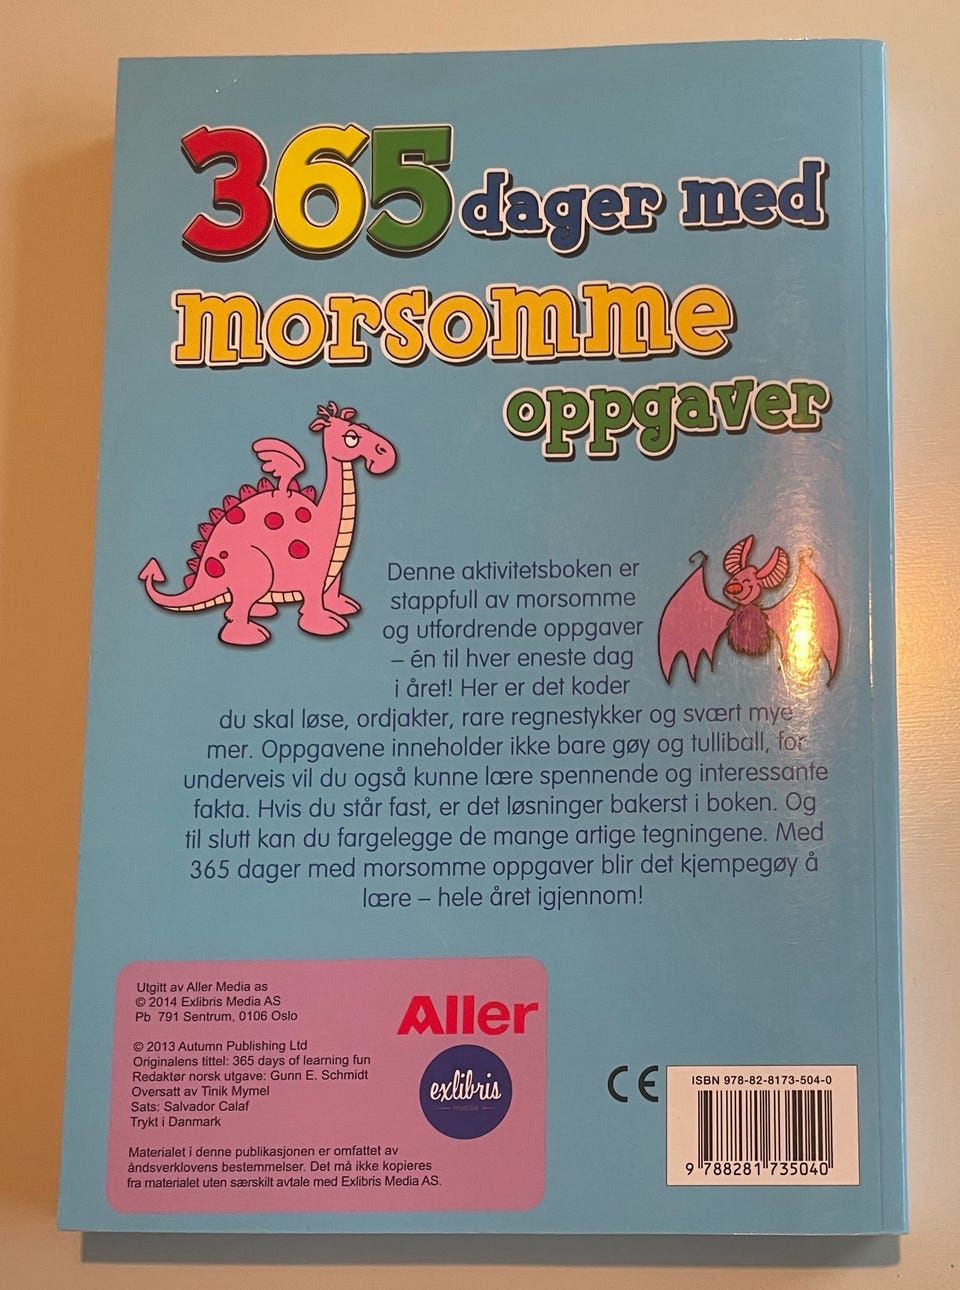 365 dager med
morsomme
oppgaver
Denne aktivitetsboken er
stappfull av morsomme
og utfordrende oppgaver
– én til hver eneste dag
i året! Her er det koder
du skal løse, ordjakter, rare regnestykker og svært mye
mer. Oppgavene inneholder ikke bare gøy og tulliball, for
underveis vil du også kunne lære spennende og interessante
fakta. Hvis du står fast, er det løsninger bakerst i boken. Og
til slutt kan du fargelegge de mange artige tegningene. Med
365 dager med morsomme oppgaver blir det kjempegøy å
lære – hele året igjennom!
Utgitt av Aller Media as
© 2014 Exlibris Media AS
Pb 791 Sentrum, 0106 Oslo
© 2013 Autumn Publishing Ltd
Originalens tittel: 365 days of learning fun
Redaktør norsk utgave: Gunn E. Schmidt
Oversatt av Tinik Mymel
Sats: Salvador Calaf
Trykt i Danmark
Materialet i denne publikasjonen er omfattet av
åndsverklovens bestemmelser. Det må ikke kopieres
fra materialet uten særskilt avtale med Exlibris Media AS.
Aller
exlibris
media
CE
ISBN 978-82-8173-504-0
9 788281 735040